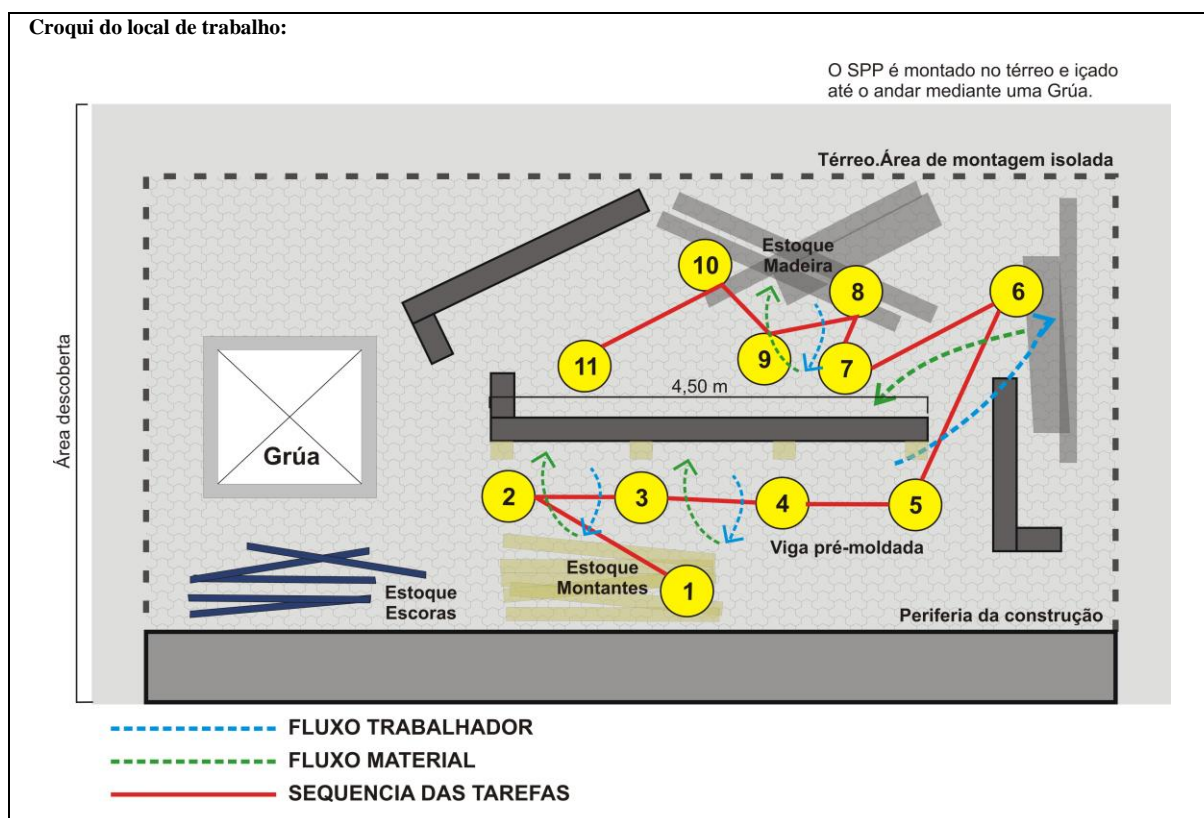 Croqui do local de trabalho:
O SPP é montado no térreo e içado
até o andar mediante uma Grúa.
Térreo.Área de montagem isolada
Área descoberta
Estoque
Madeira
10
8
6
11
9
7
4,50 m
Grúa
2
3
4
5
Viga pré-moldada
Estoque
Montantes
1
Estoque
Escoras
Periferia da construção
FLUXO TRABALHADOR
FLUXO MATERIAL
SEQUENCIA DAS TAREFAS